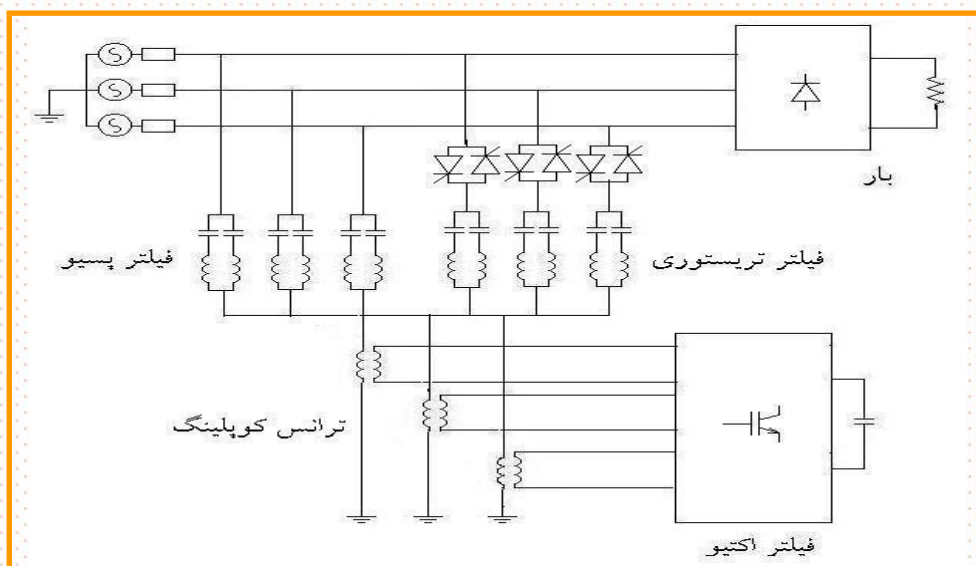 بار
فیلتر پسیو
فیلتر تریستوری
ترانس کوپلینگ
فیلتر اکتیو